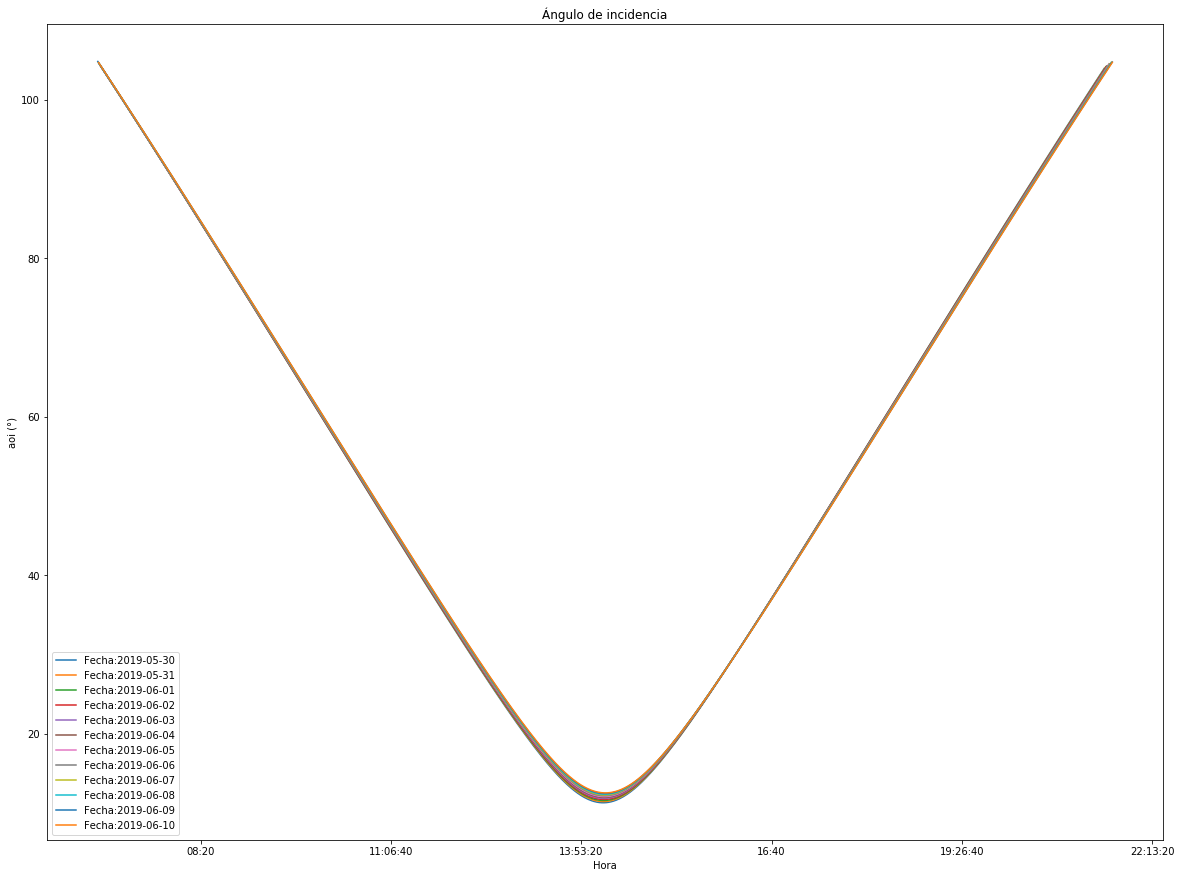 Ángulo de incidencia
100
80
60
40
20
aoi (°)
Fecha:2019-05-30
Fecha:2019-05-31
Fecha:2019-06-01
Fecha:2019-06-02
Fecha:2019-06-03
Fecha:2019-06-04
Fecha:2019-06-05
Fecha:2019-06-06
Fecha:2019-06-07
Fecha:2019-06-08
Fecha:2019-06-09
Fecha:2019-06-10
08:20 11:06:40 13:53:20 16:40 19:26:40 22:13:20
Hora